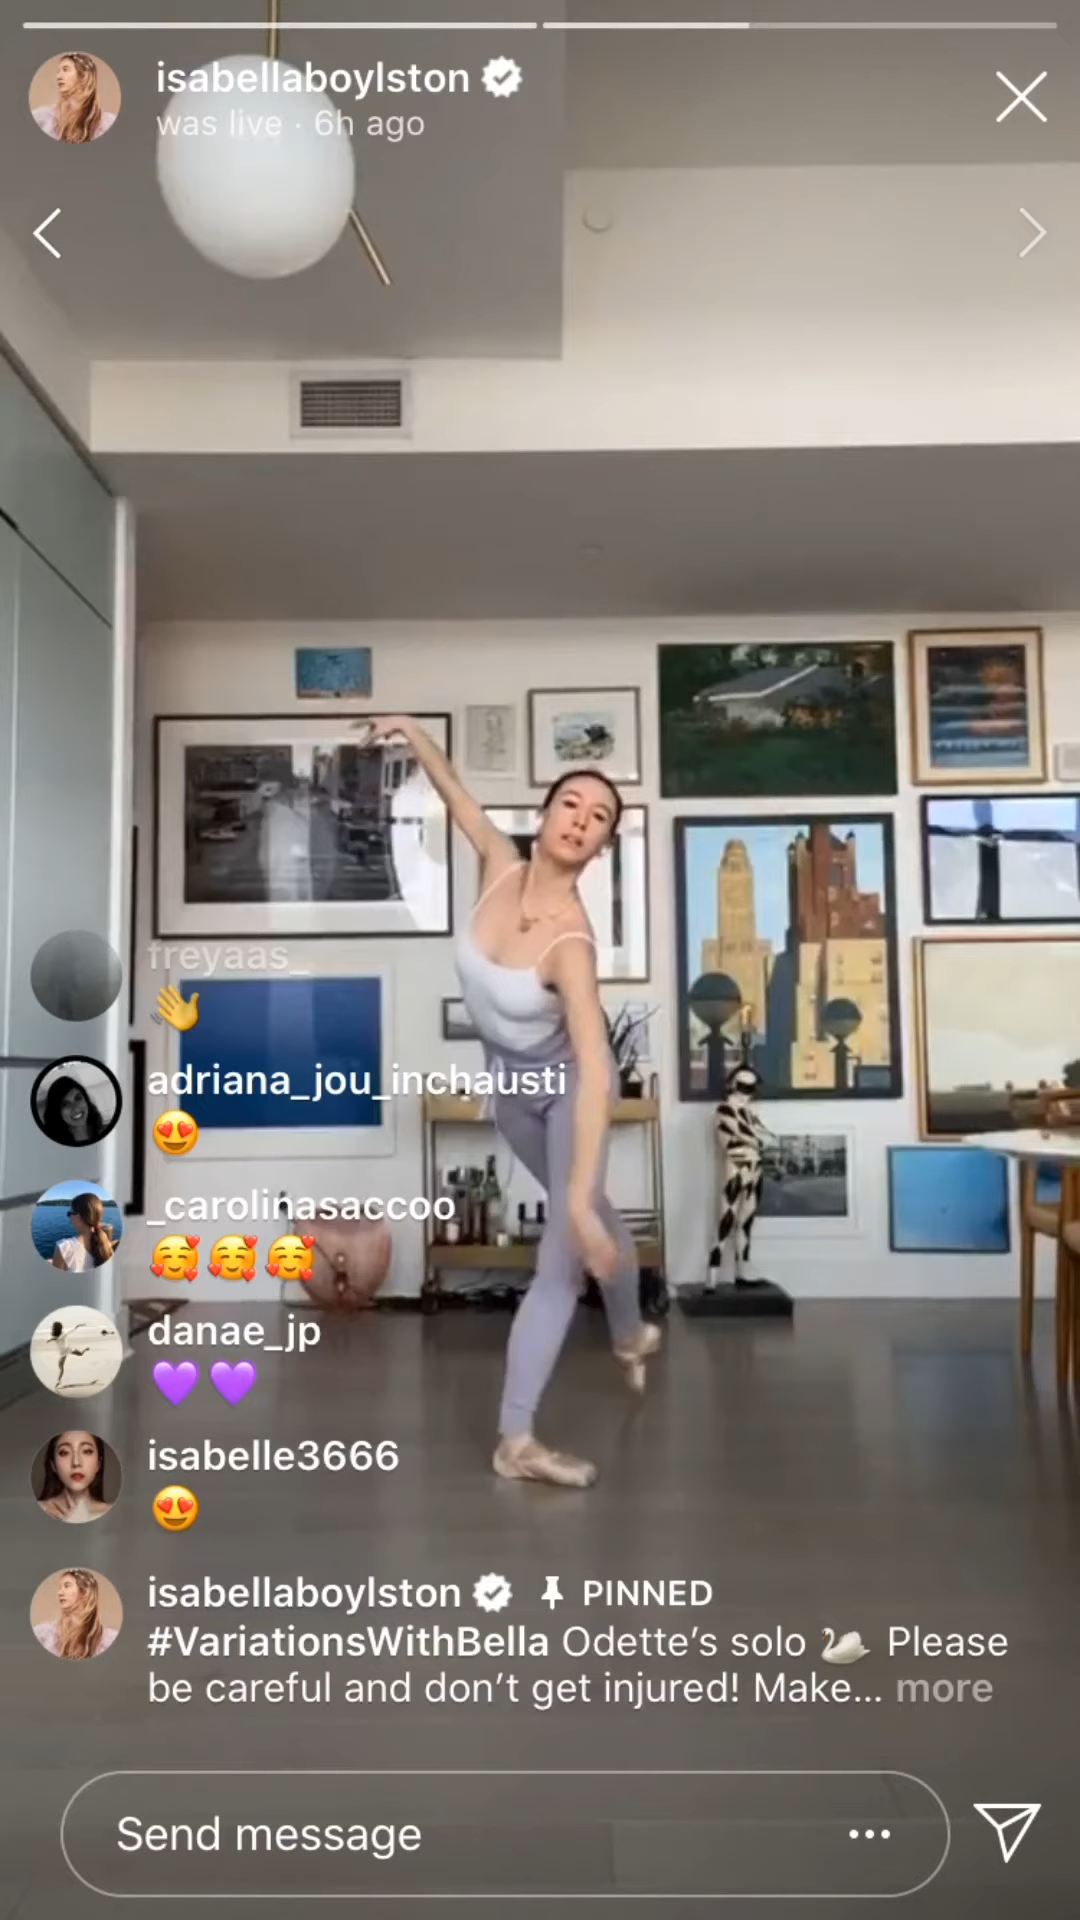 isabellaboylston
was live · 6h ago
freyaas_
👋
adriana_jou_inchausti
😍
_carolinasaccoo
🥰🥰🥰
danae_jp
💜💜
isabelle3666
😍
isabellaboylston PINNED
#VariationsWithBella Odette’s solo 🦢 Please
be careful and don’t get injured! Make... more
Send message